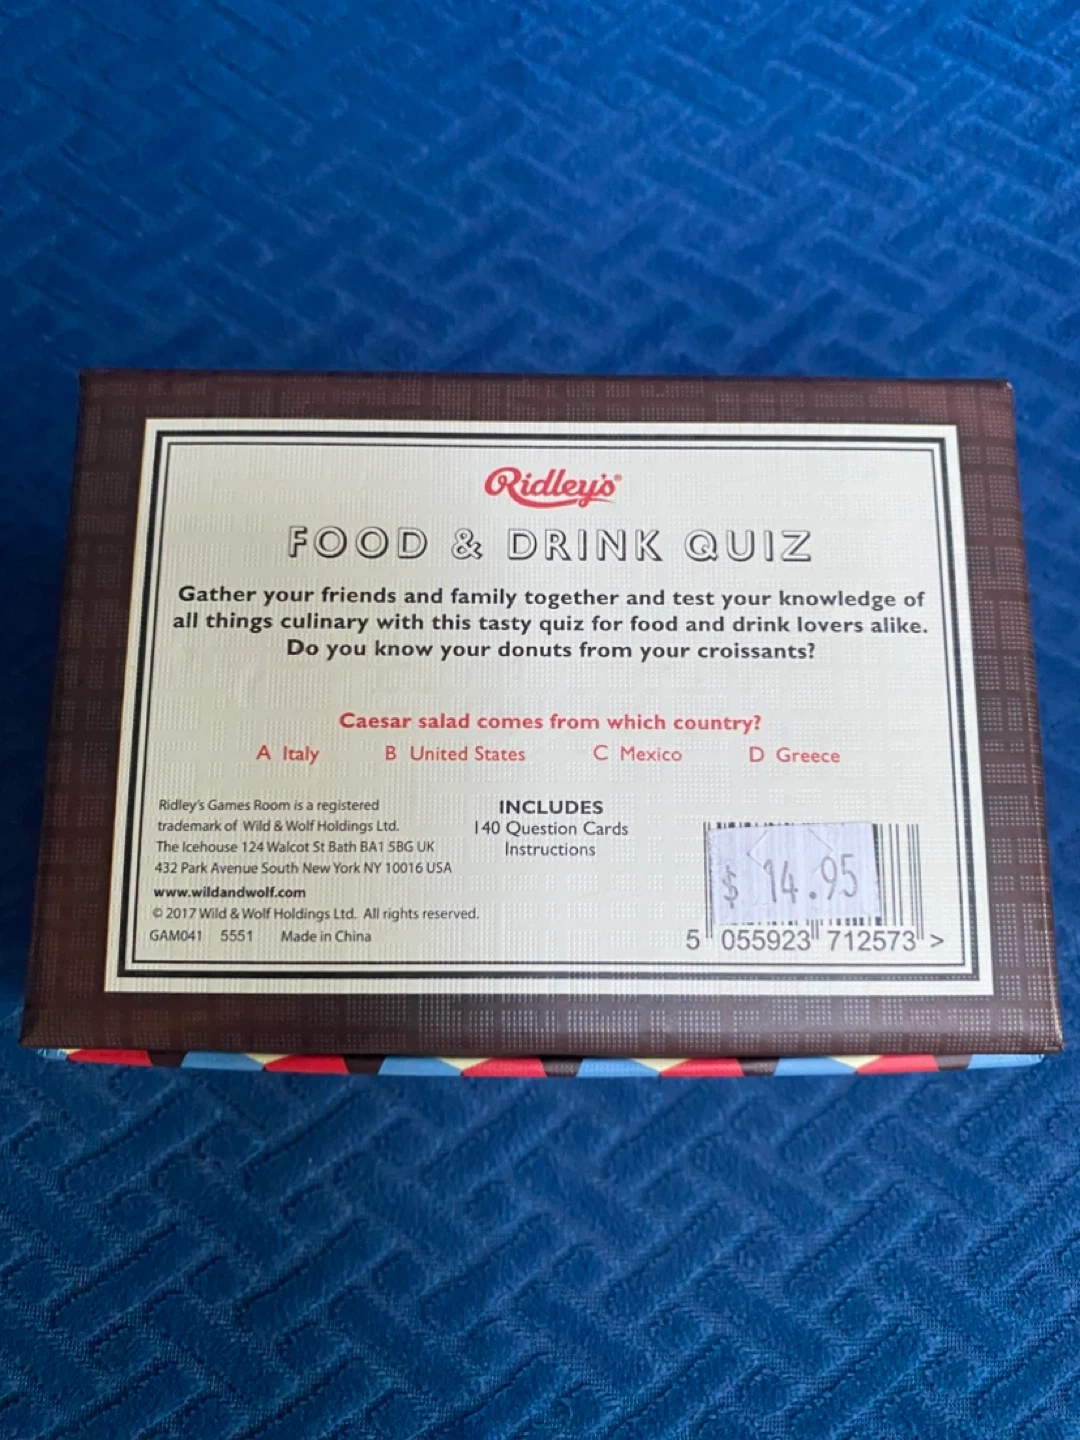 Ridley's®
FOOD & DRINK QUIZ
Gather your friends and family together and test your knowledge of
all things culinary with this tasty quiz for food and drink lovers alike.
Do you know your donuts from your croissants?
Caesar salad comes from which country?
A Italy B United States C Mexico D Greece
Ridley's Games Room is a registered
trademark of Wild & Wolf Holdings Ltd.
The Icehouse 124 Walcot St Bath BA1 5BG UK
432 Park Avenue South New York NY 10016 USA
www.wildandwolf.com
© 2017 Wild & Wolf Holdings Ltd. All rights reserved.
GAM041 5551 Made in China
INCLUDES
140 Question Cards
Instructions
$ 14.95
5 055923 712573 >